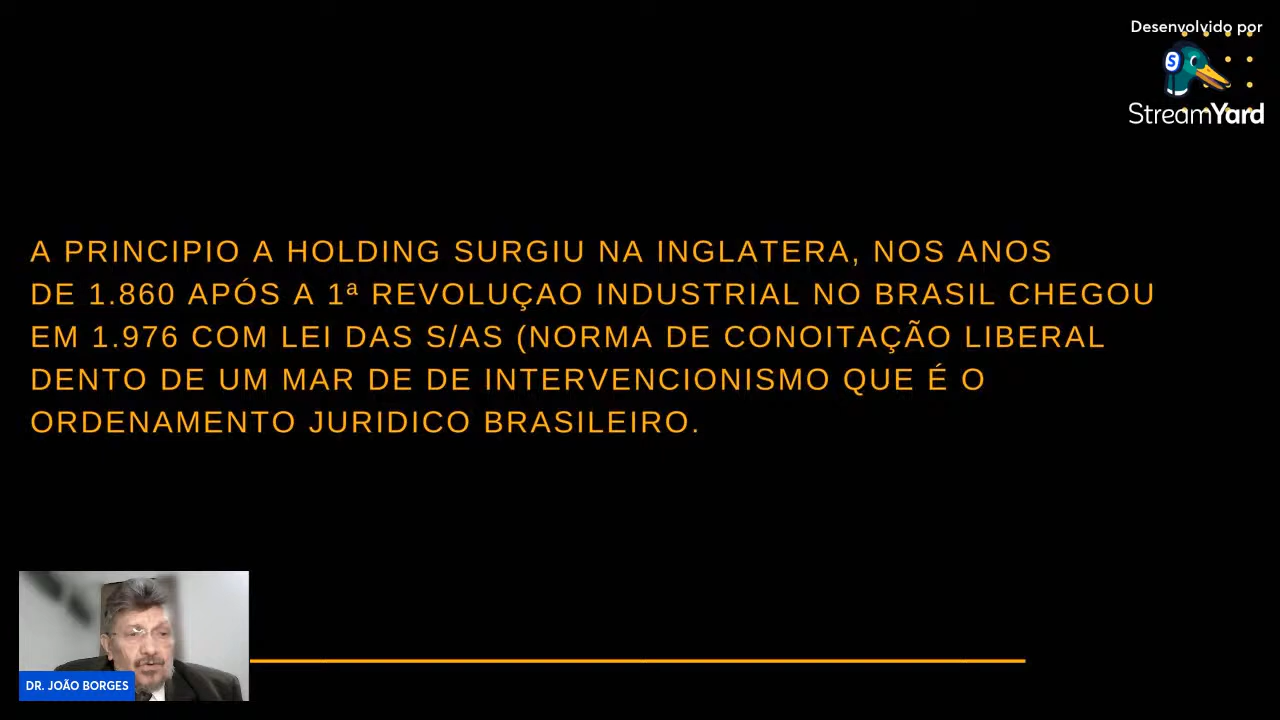 Desenvolvido por
S
StreamYard
A PRINCIPIO A HOLDING SURGIU NA INGLATERA, NOS ANOS
DE 1.860 APÓS A 1ª REVOLUÇAO INDUSTRIAL NO BRASIL CHEGOU
EM 1.976 COM LEI DAS S/AS (NORMA DE CONOITAÇÃO LIBERAL
DENTO DE UM MAR DE DE INTERVENCIONISMO QUE É O
ORDENAMENTO JURIDICO BRASILEIRO.
DR. JOÃO BORGES